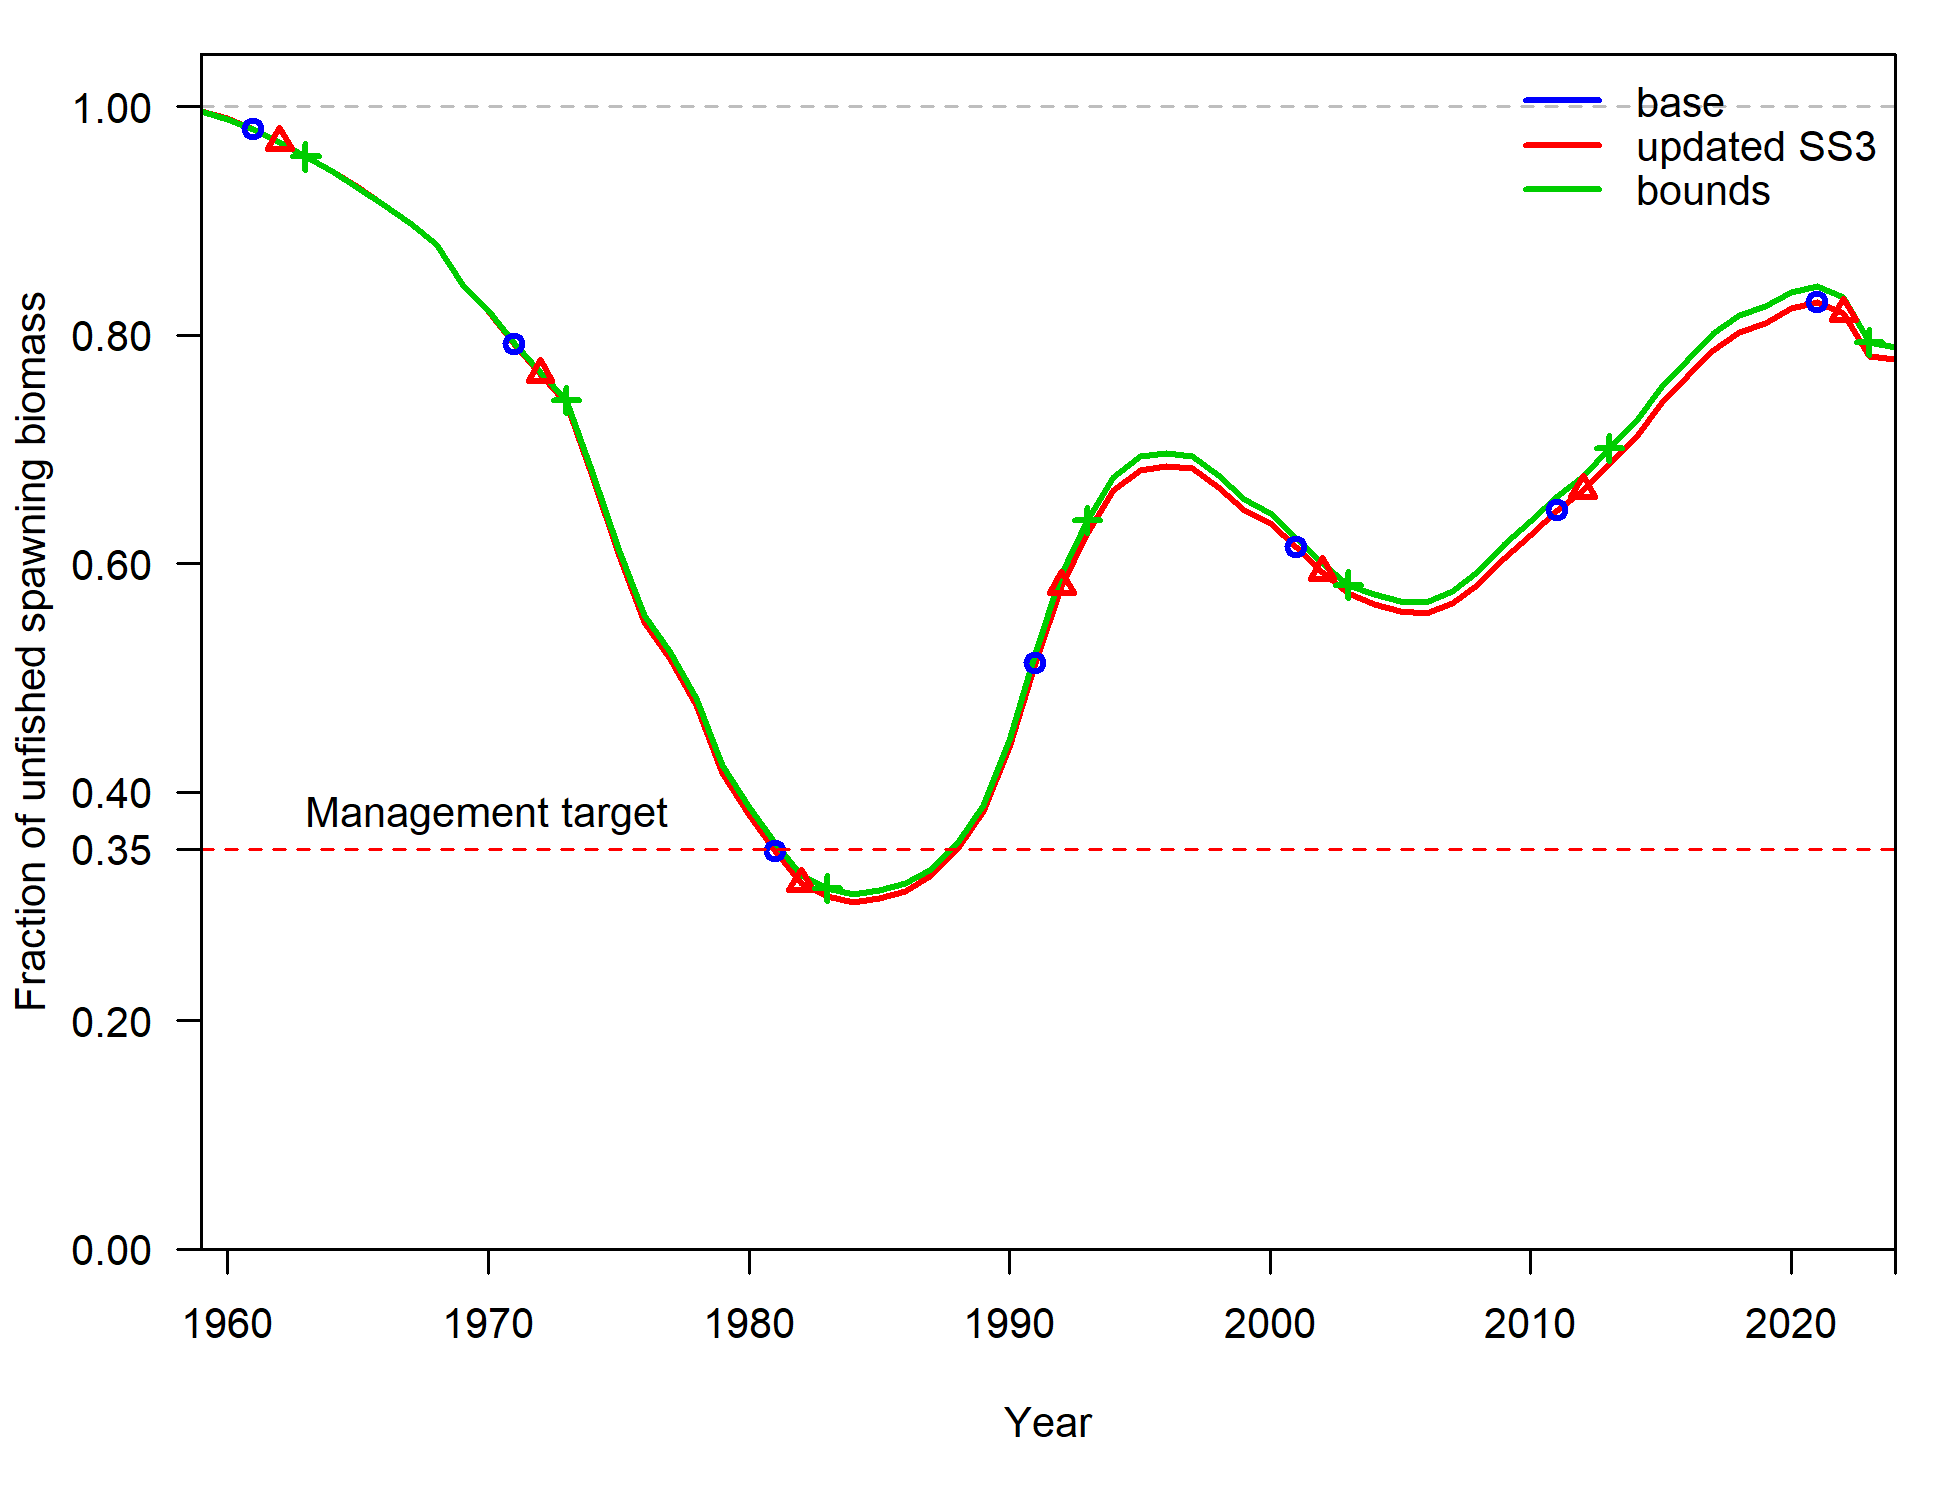 base
updated SS3
bounds
Fraction of unfished spawning biomass
1.00
0.80
0.60
0.40
0.35
0.20
0.00
Management target
1960 1970 1980 1990 2000 2010 2020
Year